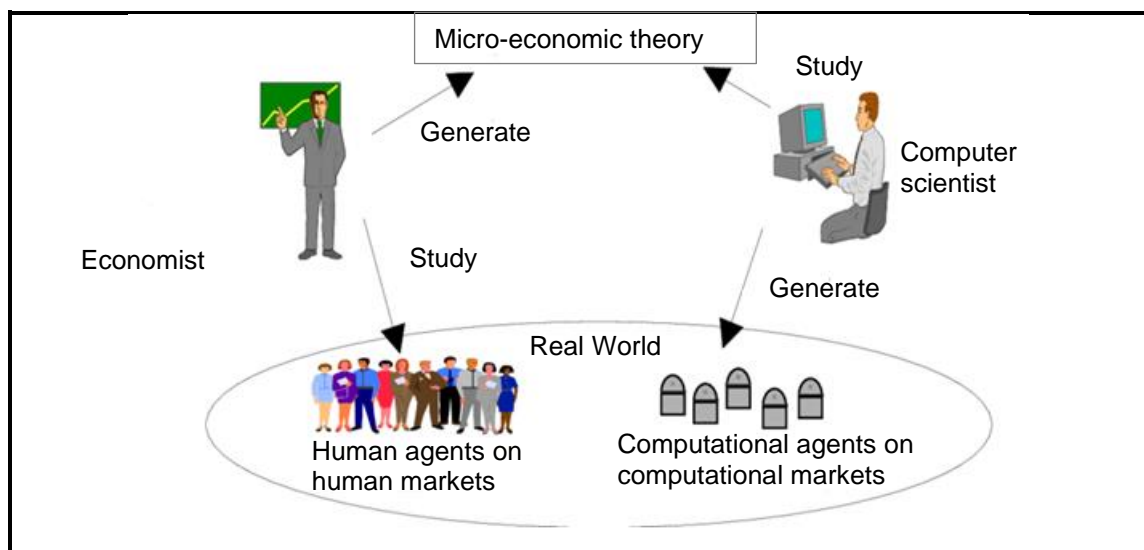 Micro-economic theory
Study
Generate
Computer
scientist
Economist
Study
Generate
Real World
Human agents on
human markets
Computational agents on
computational markets